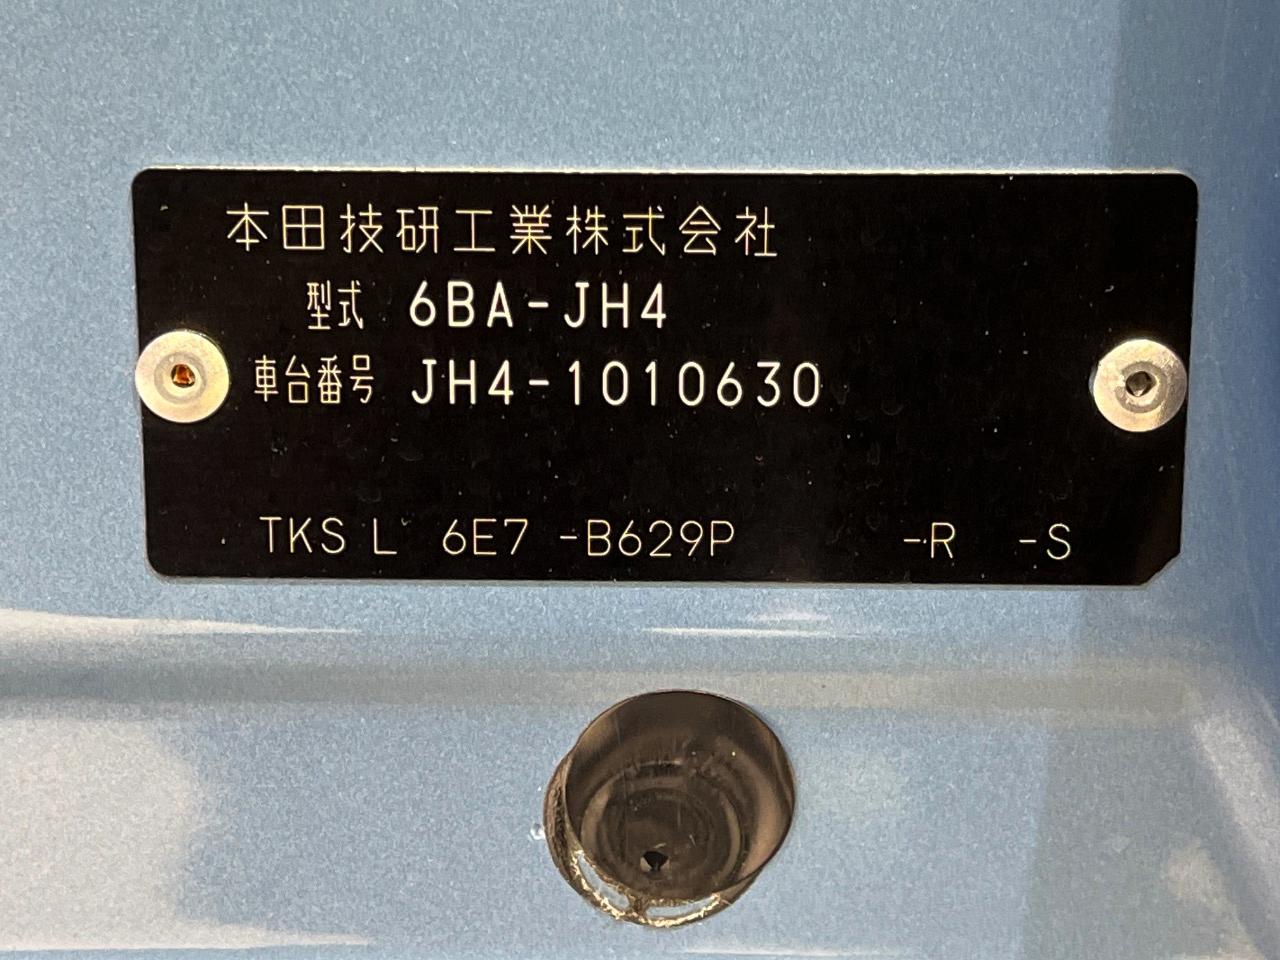 本田技研工業株式会社
型式 6BA-JH4
車台番号 JH4-1010630
TKS L 6E7 -B629P -R -S